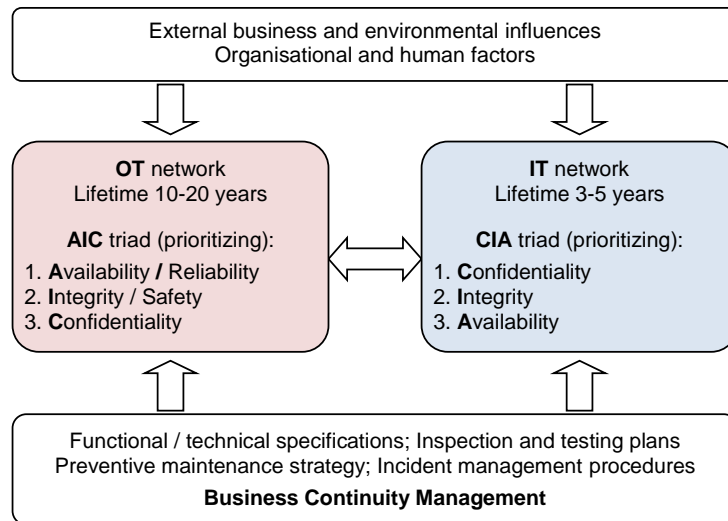 External business and environmental influences
Organisational and human factors
OT network
Lifetime 10-20 years
AIC triad (prioritizing):
1. Availability / Reliability
2. Integrity / Safety
3. Confidentiality
IT network
Lifetime 3-5 years
CIA triad (prioritizing):
1. Confidentiality
2. Integrity
3. Availability
Functional / technical specifications; Inspection and testing plans
Preventive maintenance strategy; Incident management procedures
Business Continuity Management